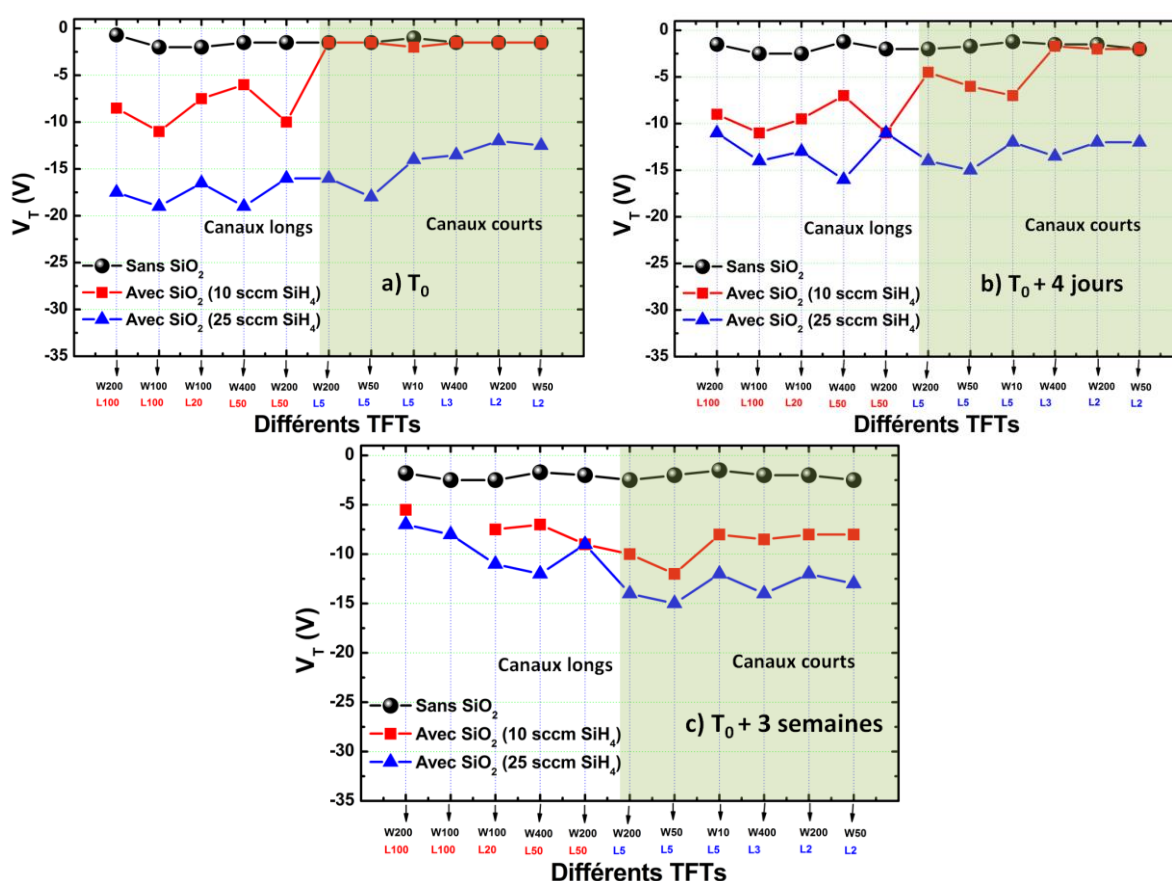 0
-5
-10
-15
-20
-25
-30
-35
V_T (V)
Canaux longs
Canaux courts
Sans SiO2
Avec SiO2 (10 sccm SiH4)
Avec SiO2 (25 sccm SiH4)
a) T0
W200 W100 W100 W400 W200 W200 W50 W10 W400 W200 W50
L100 L100 L20 L50 L50 L5 L5 L5 L3 L2 L2
Différents TFTs
0
-5
-10
-15
-20
-25
-30
-35
V_T (V)
Canaux longs
Canaux courts
Sans SiO2
Avec SiO2 (10 sccm SiH4)
Avec SiO2 (25 sccm SiH4)
b) T0 + 4 jours
W200 W100 W100 W400 W200 W200 W50 W10 W400 W200 W50
L100 L100 L20 L50 L50 L5 L5 L5 L3 L2 L2
Différents TFTs
0
-5
-10
-15
-20
-25
-30
-35
V_T (V)
Canaux longs
Canaux courts
Sans SiO2
Avec SiO2 (10 sccm SiH4)
Avec SiO2 (25 sccm SiH4)
c) T0 + 3 semaines
W200 W100 W100 W400 W200 W200 W50 W10 W400 W200 W50
L100 L100 L20 L50 L50 L5 L5 L5 L3 L2 L2
Différents TFTs